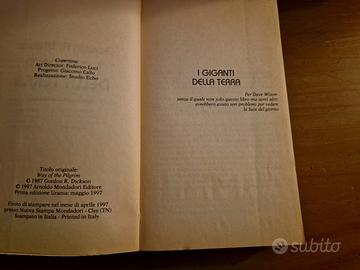 Copertina:
Art Director: Federico Luci
Progetto: Giacomo Callo
Realizzazione: Studio Echo
Titolo originale:
Way of the Pilgrim
© 1987 Gordon R. Dickson
© 1997 Arnoldo Mondadori Editore
Prima edizione Urania: maggio 1997
Finito di stampare nel mese di aprile 1997
presso Nuova Stampa Mondadori - Cles (TN)
Stampato in Italia - Printed in Italy
I GIGANTI
DELLA TERRA
Per Dave Wixon
senza il quale non solo questo libro ma tanti altri
avrebbero avuto seri problemi per vedere
la luce del giorno
subito